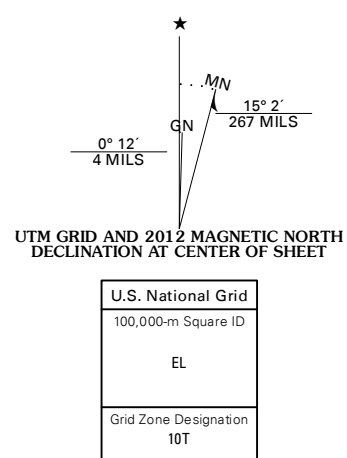 MN
GN
15° 2´
267 MILS
0° 12´
4 MILS
UTM GRID AND 2012 MAGNETIC NORTH
DECLINATION AT CENTER OF SHEET
U.S. National Grid
100,000-m Square ID
EL
Grid Zone Designation
10T